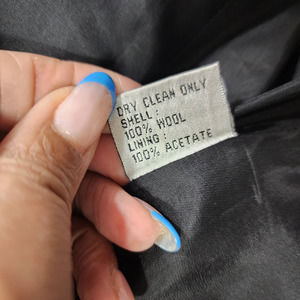 DRY CLEAN ONLY
SHELL :
100% WOOL
LINING :
100% ACETATE